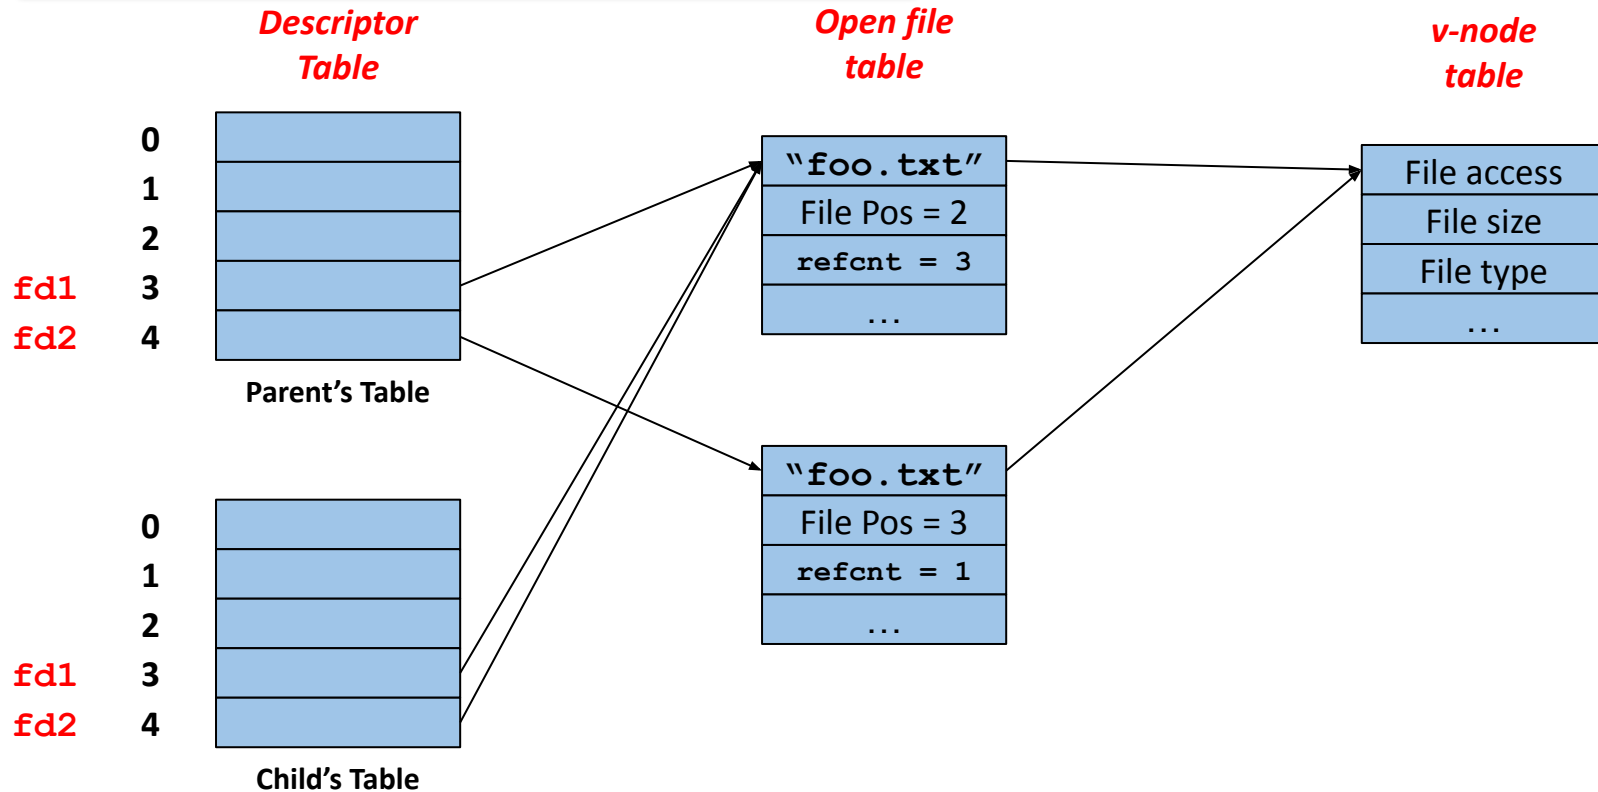 Descriptor
Table
Open file
table
v-node
table
0
1
2
fd1 3
fd2 4
Parent's Table
“foo.txt”
File Pos = 2
refcnt = 3
...
File access
File size
File type
...
“foo.txt”
File Pos = 3
refcnt = 1
...
0
1
2
fd1 3
fd2 4
Child's Table